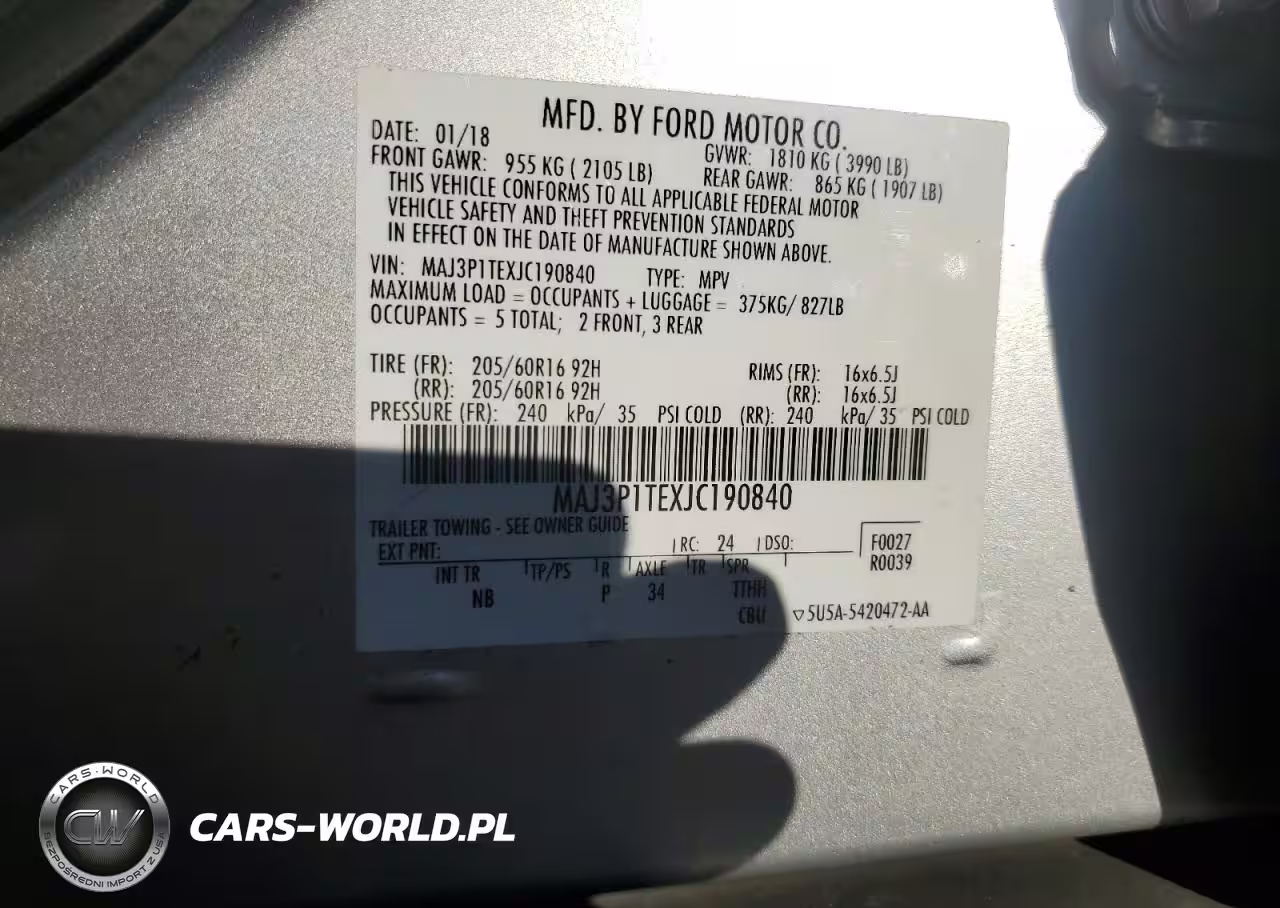 MFD. BY FORD MOTOR CO.
DATE: 01/18 GVWR: 1810 KG ( 3990 LB)
FRONT GAWR: 955 KG ( 2105 LB) REAR GAWR: 865 KG ( 1907 LB)
THIS VEHICLE CONFORMS TO ALL APPLICABLE FEDERAL MOTOR
VEHICLE SAFETY AND THEFT PREVENTION STANDARDS
IN EFFECT ON THE DATE OF MANUFACTURE SHOWN ABOVE.
VIN: MAJ3P1TEXJC190840 TYPE: MPV
MAXIMUM LOAD = OCCUPANTS + LUGGAGE = 375KG/ 827LB
OCCUPANTS = 5 TOTAL; 2 FRONT, 3 REAR
TIRE (FR): 205/60R16 92H RIMS (FR): 16x6.5J
(RR): 205/60R16 92H (RR): 16x6.5J
PRESSURE (FR): 240 kPa/ 35 PSI COLD (RR): 240 kPa/ 35 PSI COLD
MAJ3P1TEXJC190840
TRAILER TOWING - SEE OWNER GUIDE
EXT PNT: RC: 24 DSO: F0027
R0039
INT TR TP/PS R AXLE TR SPR
NB P 34 TTHH
CBU ▽5U5A-5420472-AA
CARS-WORLD
CW
BEZPOŚREDNI IMPORT Z USA
CARS-WORLD.PL